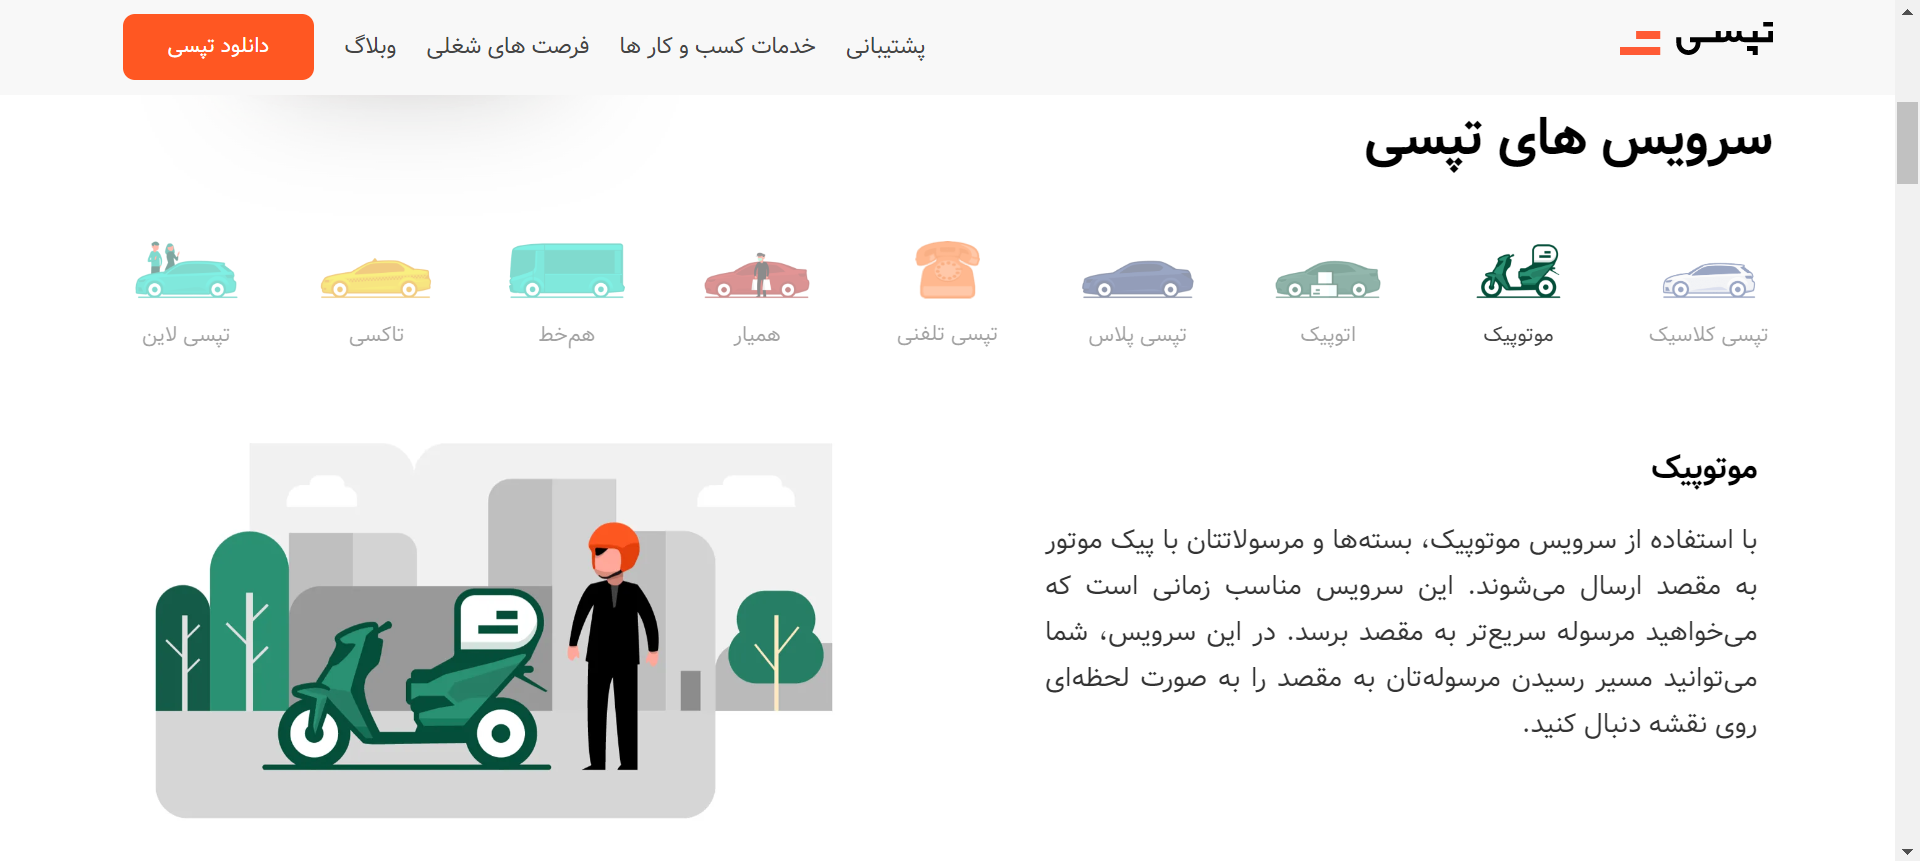 تپسی
پشتیبانی
خدمات کسب و کار ها
فرصت های شغلی
وبلاگ
دانلود تپسی
سرویس های تپسی
تپسی کلاسیک
موتوپیک
اتوپیک
تپسی پلاس
تپسی تلفنی
همیار
هم‌خط
تاکسی
تپسی لاین
موتوپیک
با استفاده از سرویس موتوپیک، بسته‌ها و مرسولاتتان با پیک موتور
به مقصد ارسال می‌شوند. این سرویس مناسب زمانی است که
می‌خواهید مرسوله سریع‌تر به مقصد برسد. در این سرویس، شما
می‌توانید مسیر رسیدن مرسوله‌تان به مقصد را به صورت لحظه‌ای
روی نقشه دنبال کنید.